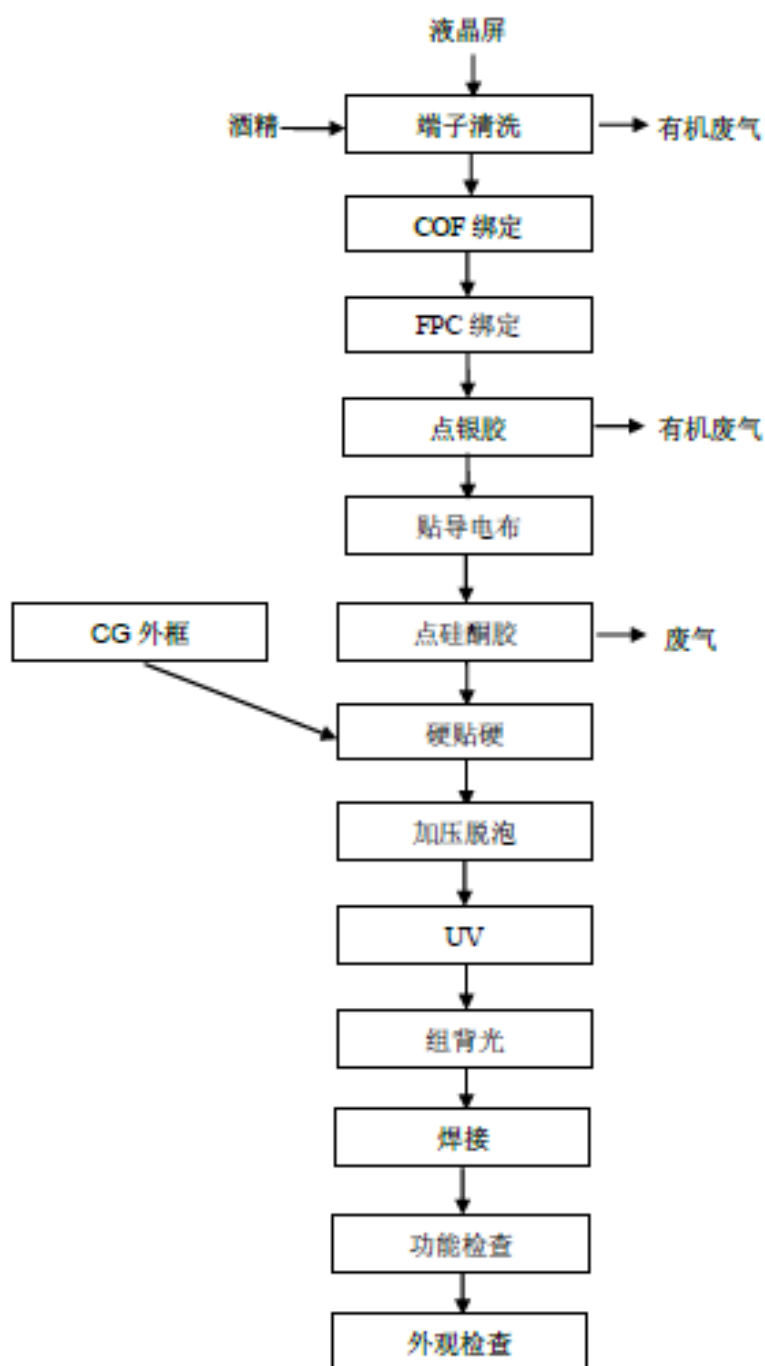 液晶屏
酒精
端子清洗
有机废气
COF 绑定
FPC 绑定
点银胶
有机废气
贴导电布
CG 外框
点硅酮胶
废气
硬贴硬
加压脱泡
UV
组背光
焊接
功能检查
外观检查